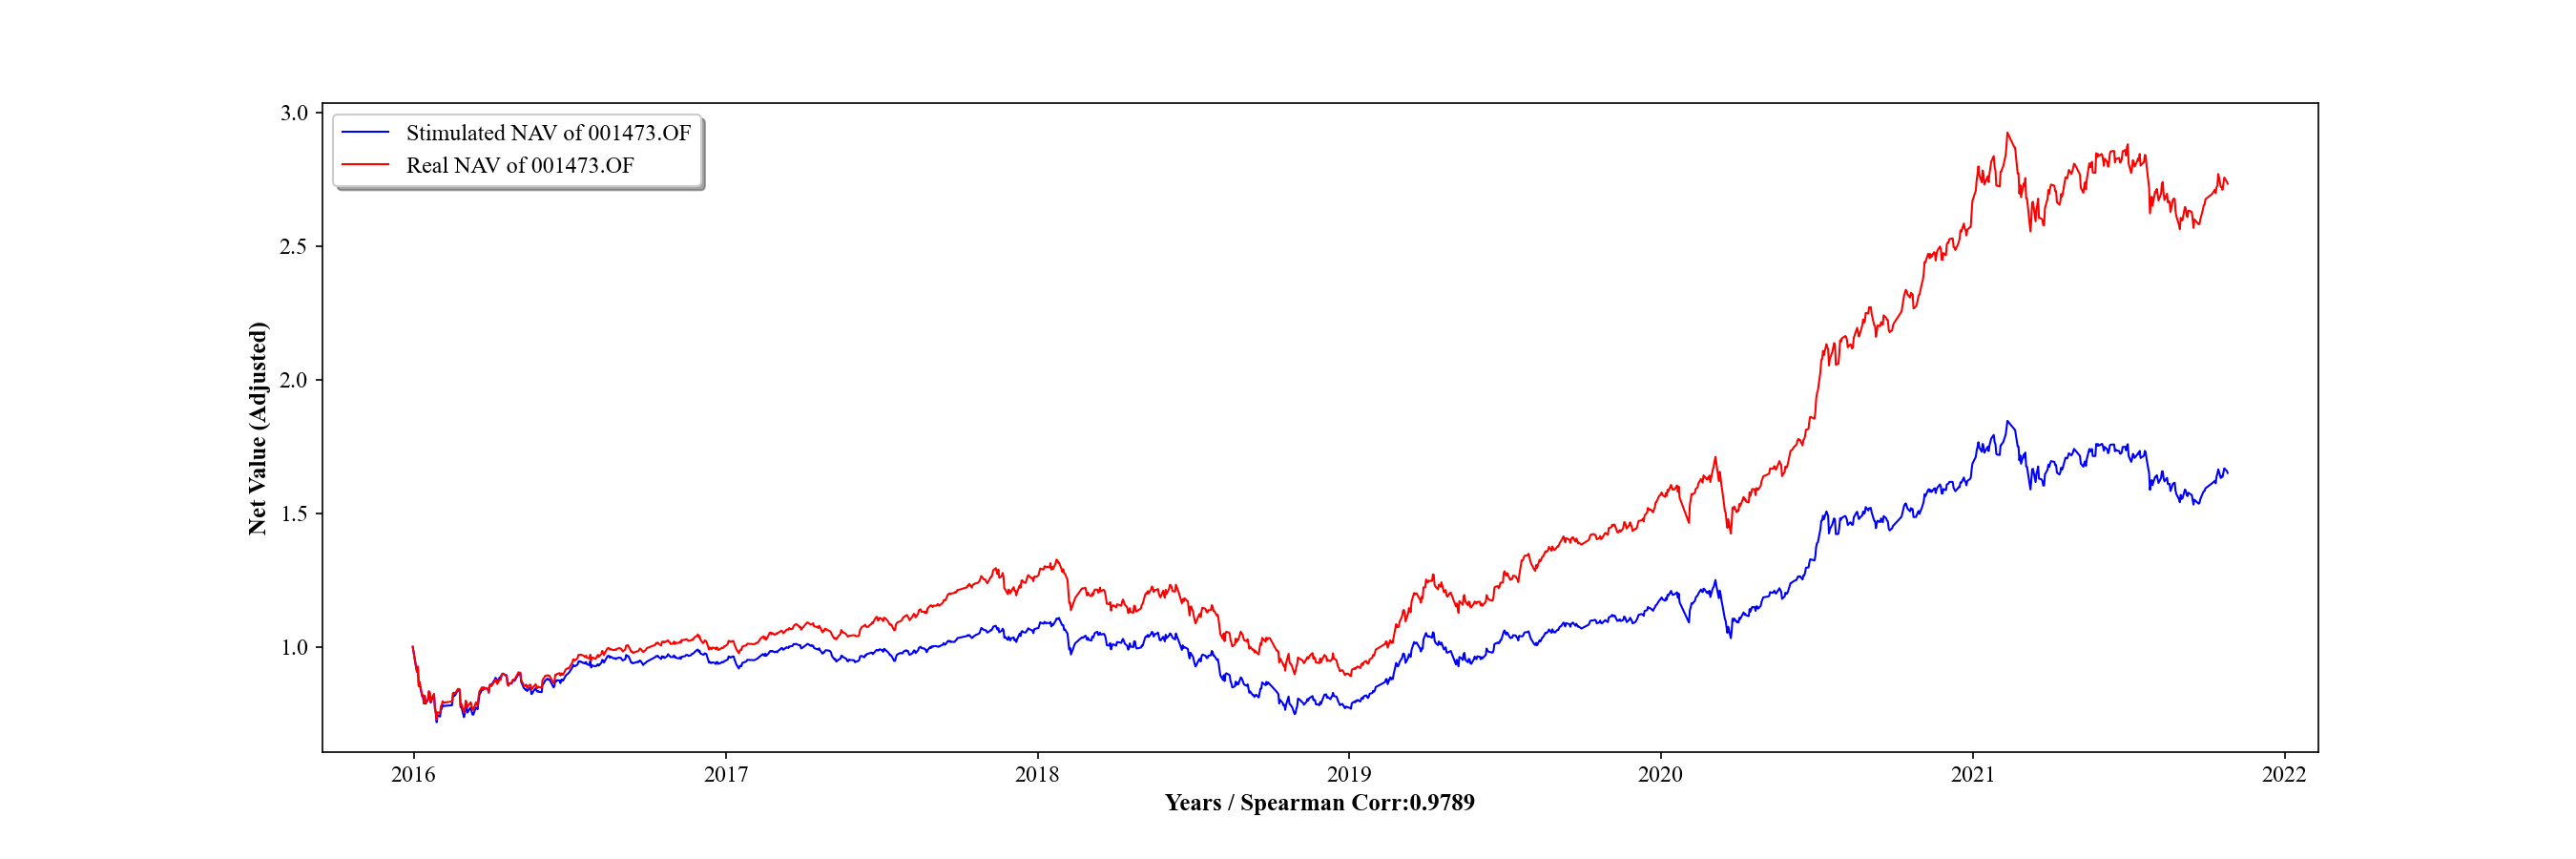 3.0
Stimulated NAV of 001473.OF
Real NAV of 001473.OF
2.5
2.0
1.5
1.0
Net Value (Adjusted)
2016 2017 2018 2019 2020 2021 2022
Years / Spearman Corr:0.9789